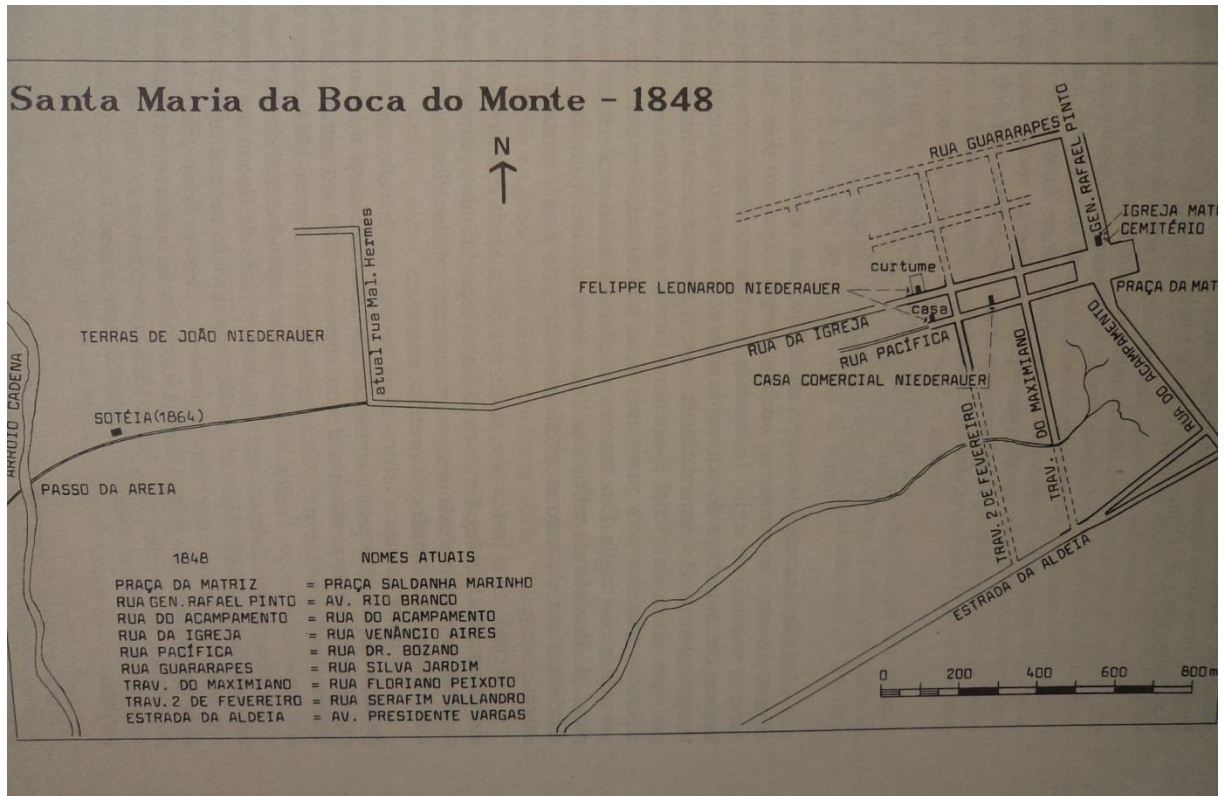 Santa Maria da Boca do Monte - 1848
N
RUA GUARARAPES
GEN. RAFAEL PINTO
IGREJA MAT
CEMITÉRIO
PRAÇA DA MAT
curtume
FELIPPE LEONARDO NIEDERAUER
casa
RUA DA IGREJA
RUA PACÍFICA
CASA COMERCIAL NIEDERAUER
atual rua Mal. Hermes
TERRAS DE JOÃO NIEDERAUER
SOTÉIA(1864)
ARROIO CADENA
PASSO DA AREIA
TRAV. 2 DE FEVEREIRO
TRAV. DO MAXIMIANO
RUA DO ACAMPAMENTO
ESTRADA DA ALDEIA
1848 NOMES ATUAIS
PRAÇA DA MATRIZ = PRAÇA SALDANHA MARINHO
RUA GEN.RAFAEL PINTO = AV. RIO BRANCO
RUA DO ACAMPAMENTO = RUA DO ACAMPAMENTO
RUA DA IGREJA = RUA VENÂNCIO AIRES
RUA PACÍFICA = RUA DR. BOZANO
RUA GUARARAPES = RUA SILVA JARDIM
TRAV. DO MAXIMIANO = RUA FLORIANO PEIXOTO
TRAV. 2 DE FEVEREIRO = RUA SERAFIM VALLANDRO
ESTRADA DA ALDEIA = AV. PRESIDENTE VARGAS
0 200 400 600 800 m